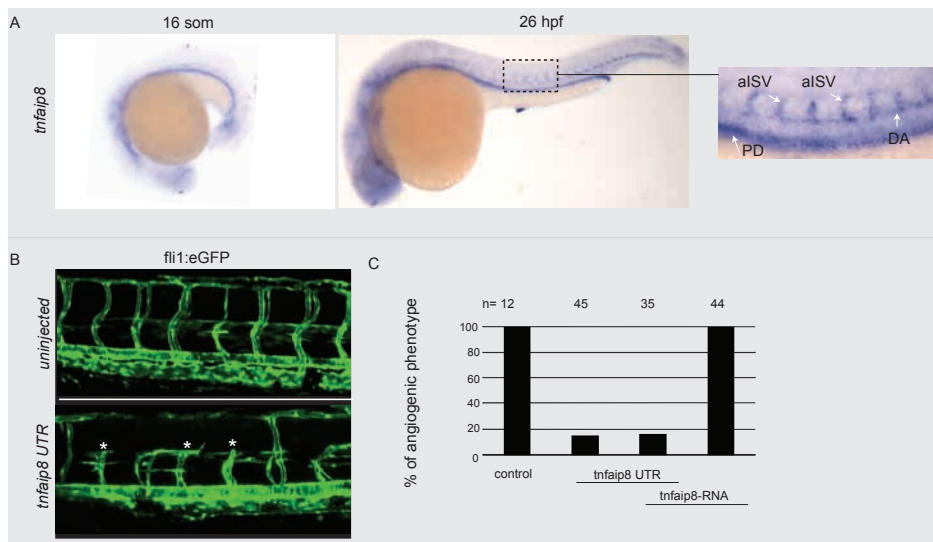 A
16 som
26 hpf
tnfaip8
aISV
aISV
PD
DA
B
fli1:eGFP
uninjected
tnfaip8 UTR
*
*
*
C
% of angiogenic phenotype
n= 12
45
35
44
100
80
60
40
20
0
control
tnfaip8 UTR
tnfaip8-RNA